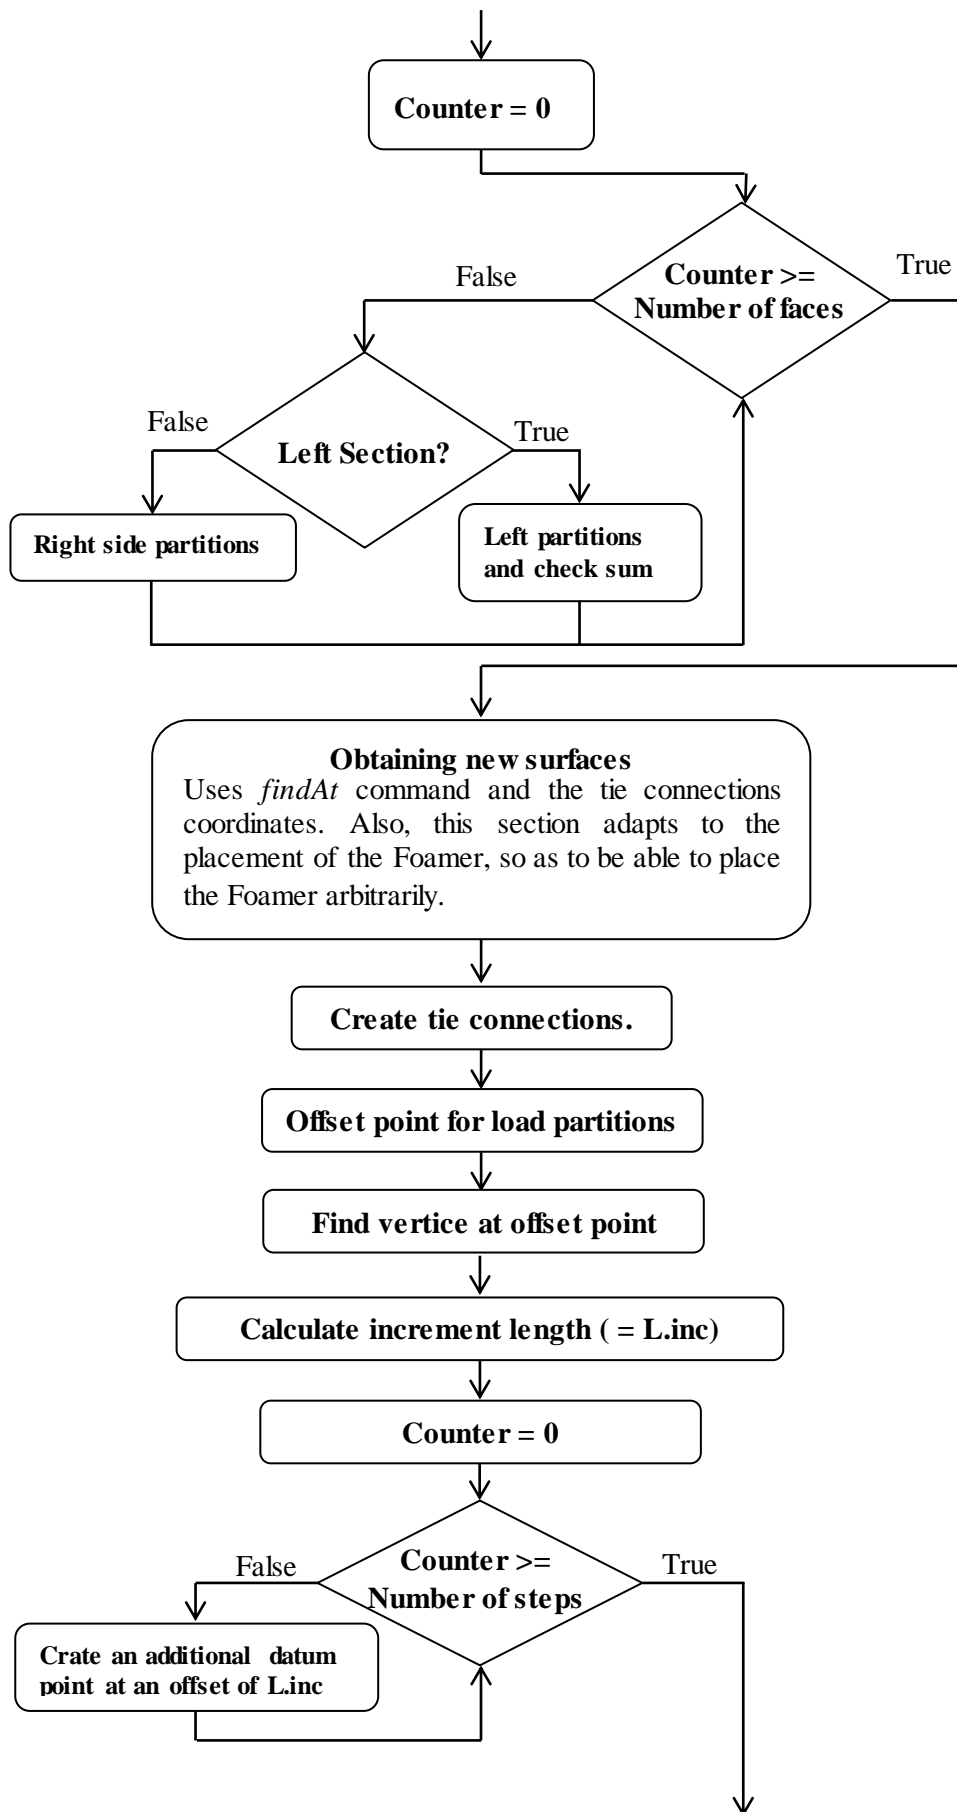 Counter = 0
Counter >=
Number of faces
True
False
Left Section?
False
True
Right side partitions
Left partitions
and check sum
Obtaining new surfaces
Uses findAt command and the tie connections
coordinates. Also, this section adapts to the
placement of the Foamer, so as to be able to place
the Foamer arbitrarily.
Create tie connections.
Offset point for load partitions
Find vertice at offset point
Calculate increment length ( = L.inc)
Counter = 0
Counter >=
Number of steps
False
True
Crate an additional datum
point at an offset of L.inc